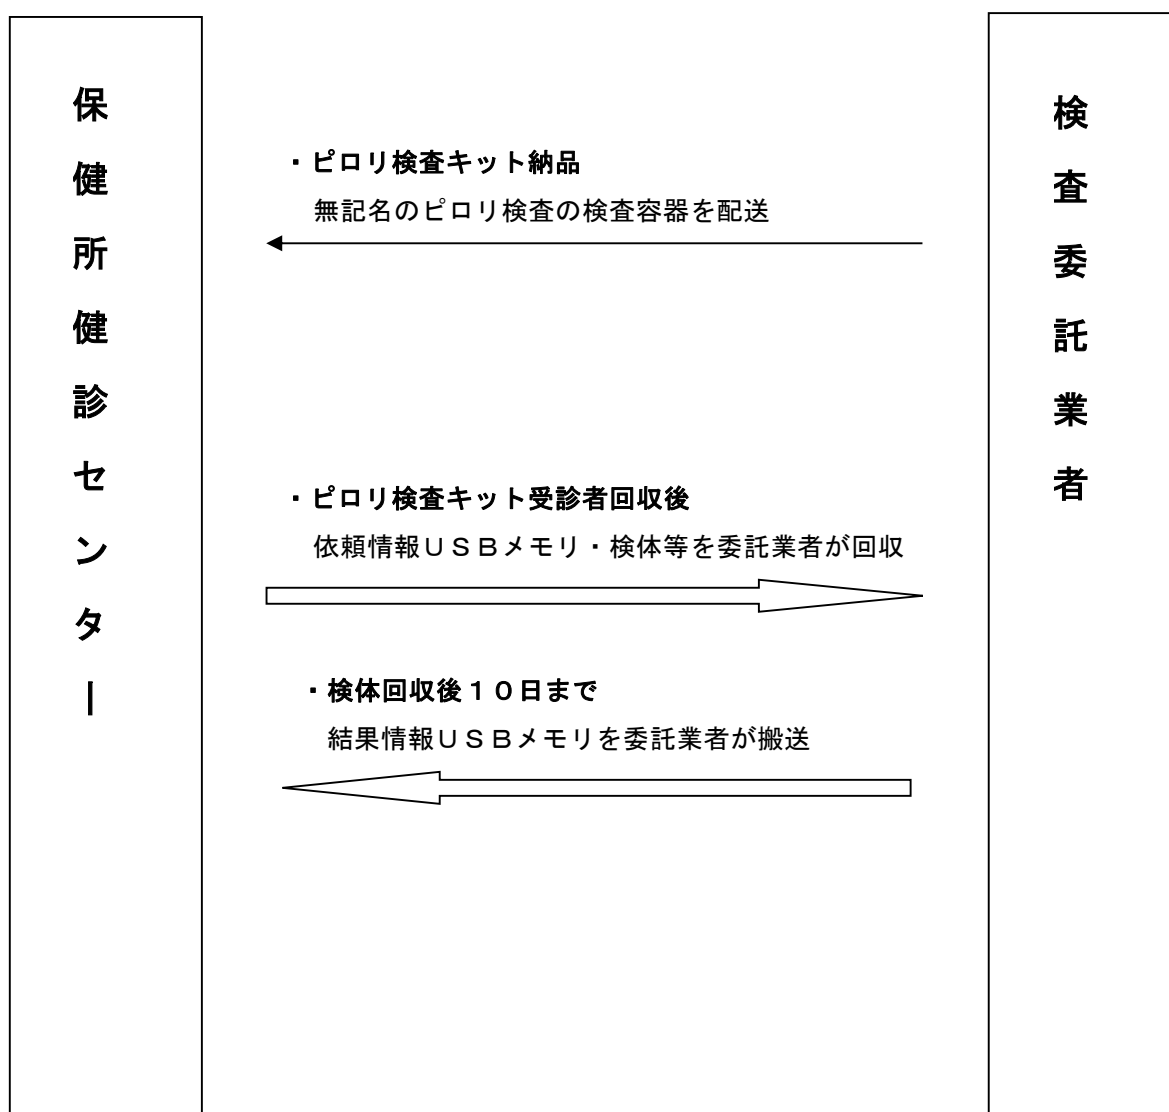 保健所健診センター
・ピロリ検査キット納品
無記名のピロリ検査の検査容器を配送
・ピロリ検査キット受診者回収後
依頼情報ＵＳＢメモリ・検体等を委託業者が回収
・検体回収後１０日まで
結果情報ＵＳＢメモリを委託業者が搬送
検査委託業者